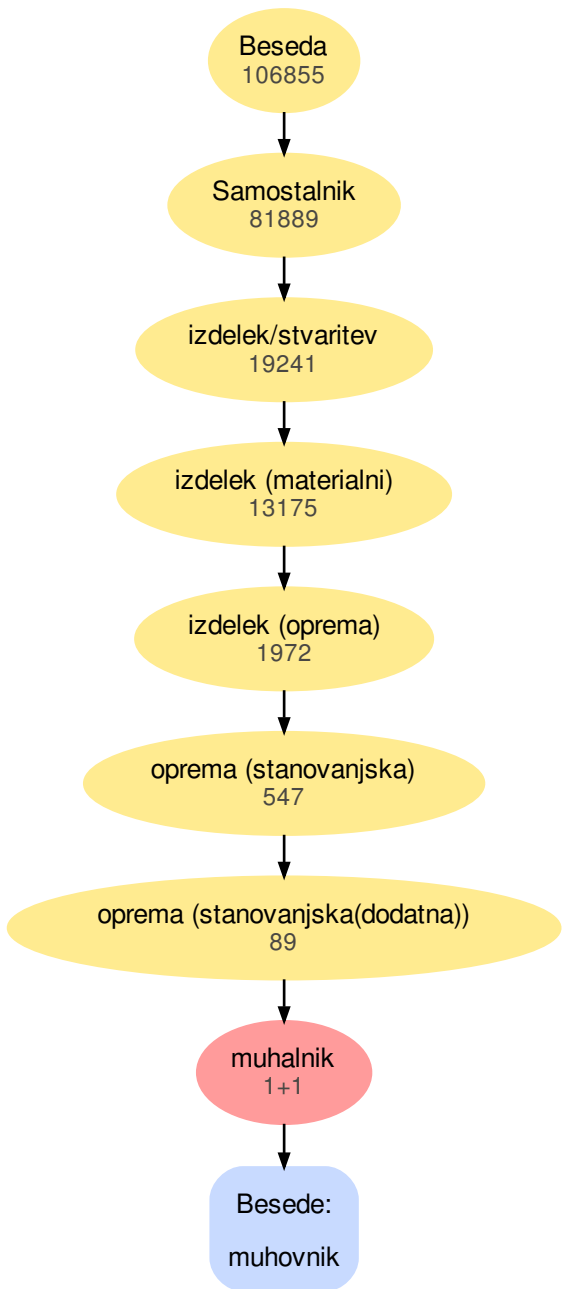 Beseda
106855
Samostalnik
81889
izdelek/stvaritev
19241
izdelek (materialni)
13175
izdelek (oprema)
1972
oprema (stanovanjska)
547
oprema (stanovanjska(dodatna))
89
muhalnik
1+1
Besede:
muhovnik